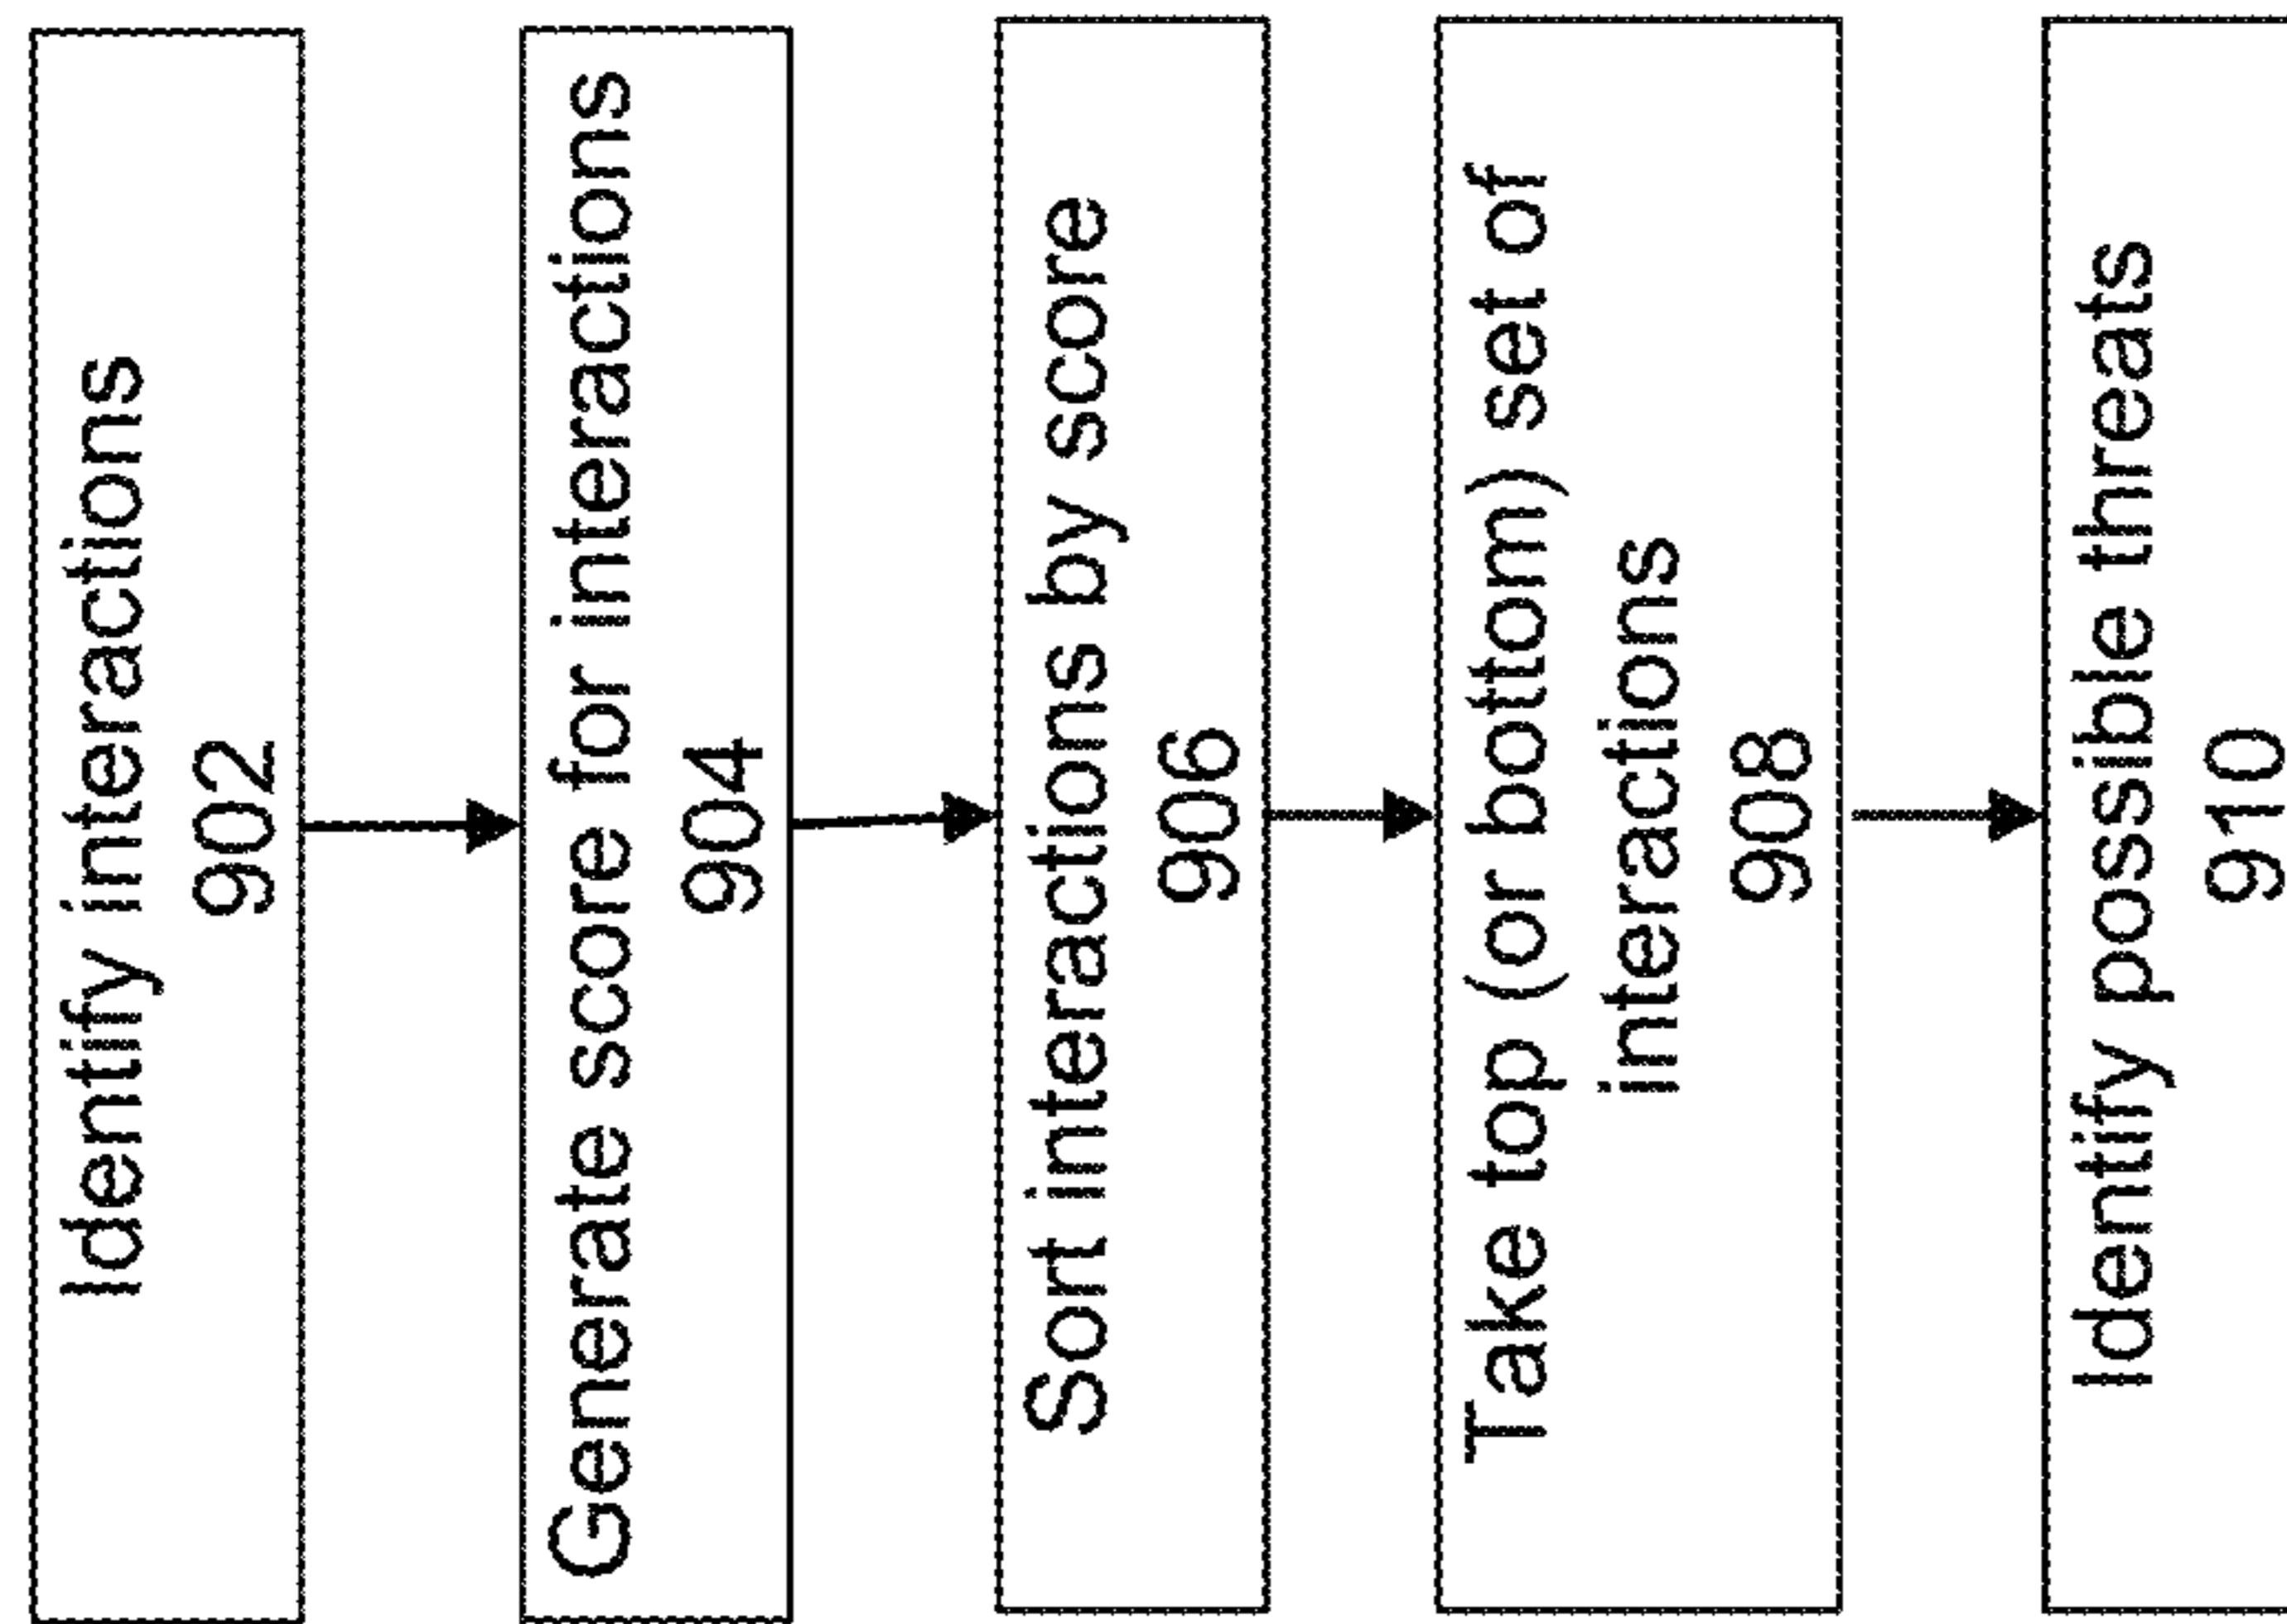 Identify interactions
902
Generate score for interactions
904
Sort interactions by score
906
Take top (or bottom) set of
interactions
908
Identify possible threats
910